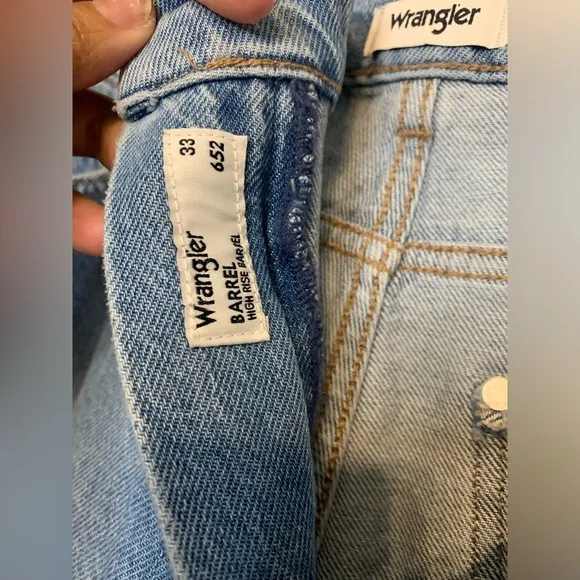 Wrangler
33
652
Wrangler
BARREL
HIGH RISE BARREL